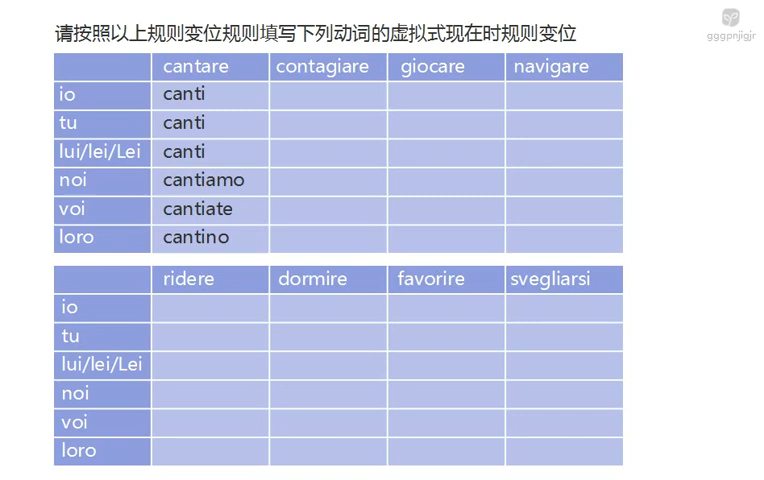 请按照以上规则变位规则填写下列动词的虚拟式现在时规则变位
gggpnjigjr
cantare contagiare giocare navigare
io canti
tu canti
lui/lei/Lei canti
noi cantiamo
voi cantiate
loro cantino
ridere dormire favorire svegliarsi
io
tu
lui/lei/Lei
noi
voi
loro